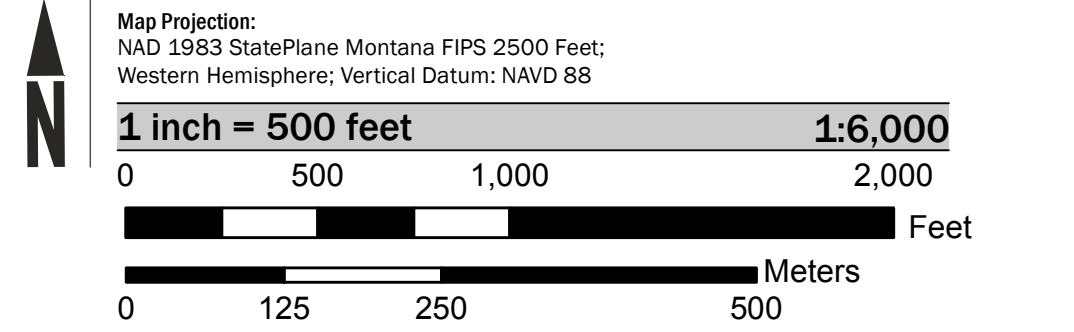 N
Map Projection:
NAD 1983 StatePlane Montana FIPS 2500 Feet;
Western Hemisphere; Vertical Datum: NAVD 88
1 inch = 500 feet 1:6,000
0 500 1,000 2,000
Feet
Meters
0 125 250 500